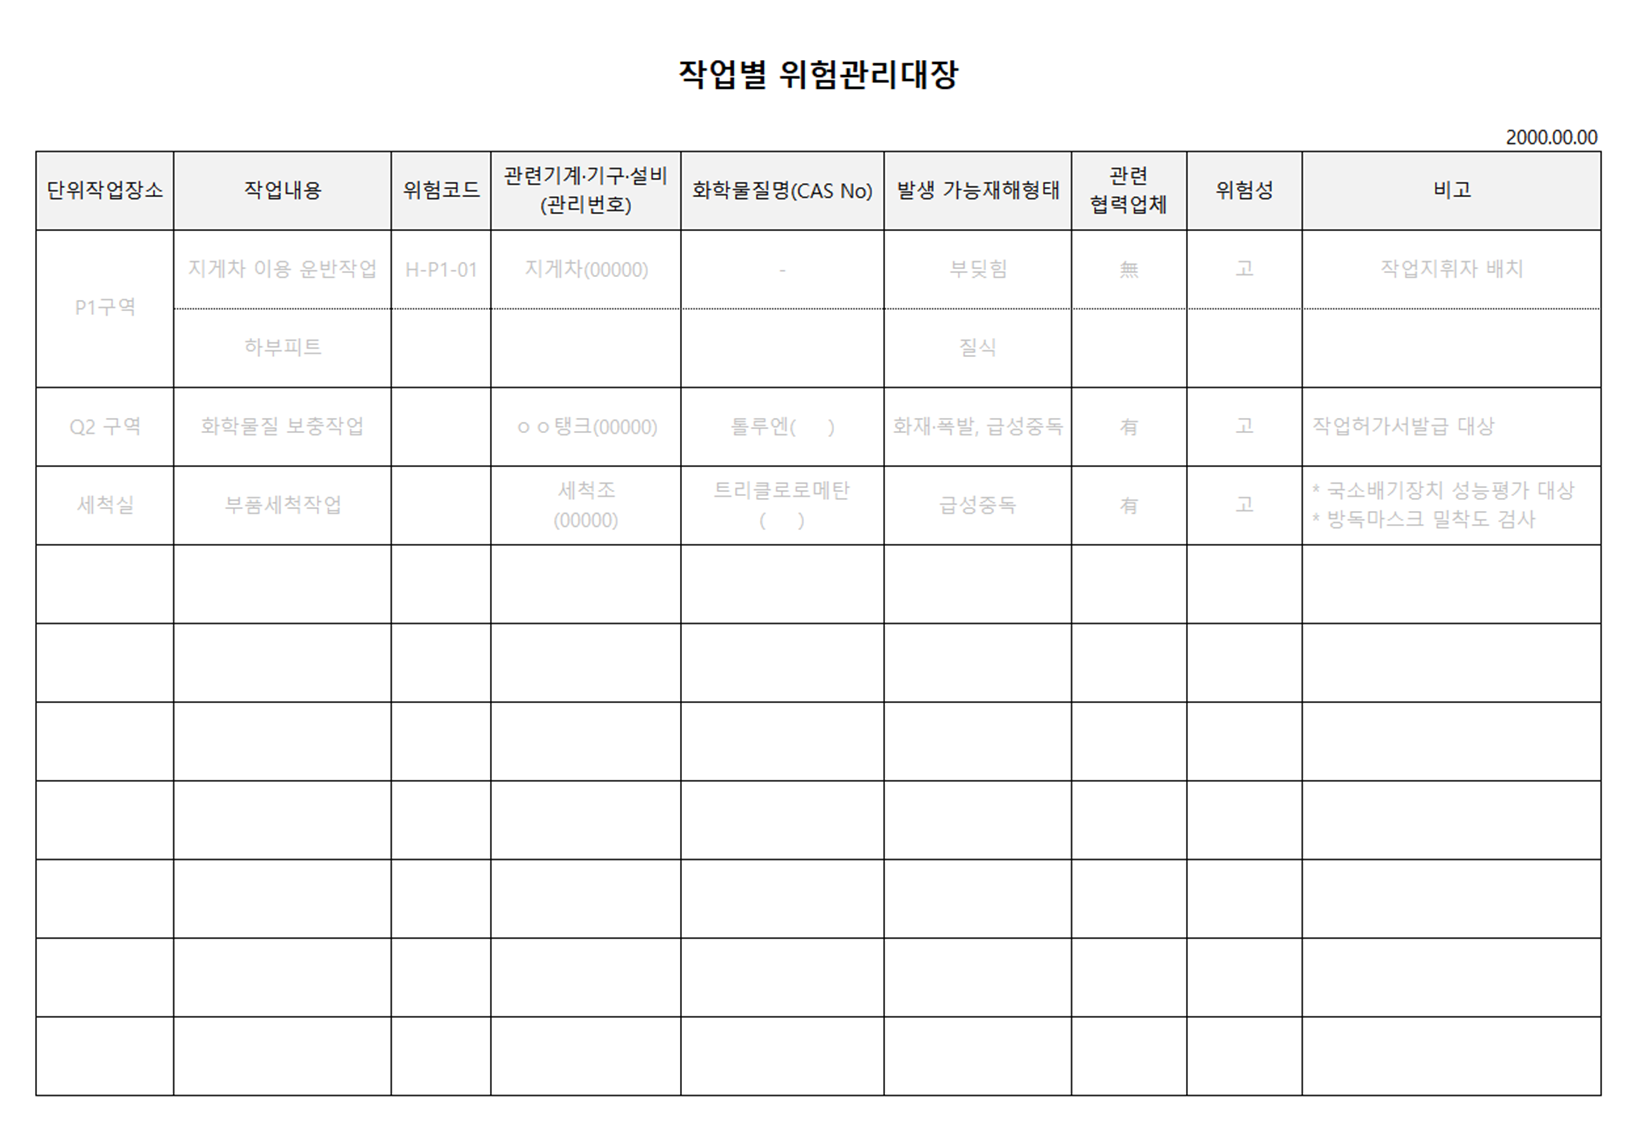 작업별 위험관리대장
2000.00.00
단위작업장소 작업내용 위험코드 관련기계·기구·설비 (관리번호) 화학물질명(CAS No) 발생 가능재해형태 관련 협력업체 위험성 비고
P1구역 지게차 이용 운반작업 H-P1-01 지게차(00000) - 부딪힘 無 고 작업지휘자 배치
하부피트 질식
Q2 구역 화학물질 보충작업 ㅇㅇ탱크(00000) 톨루엔( ) 화재·폭발, 급성중독 有 고 작업허가서발급 대상
세척실 부품세척작업 세척조 (00000) 트리클로로메탄 ( ) 급성중독 有 고 * 국소배기장치 성능평가 대상
* 방독마스크 밀착도 검사